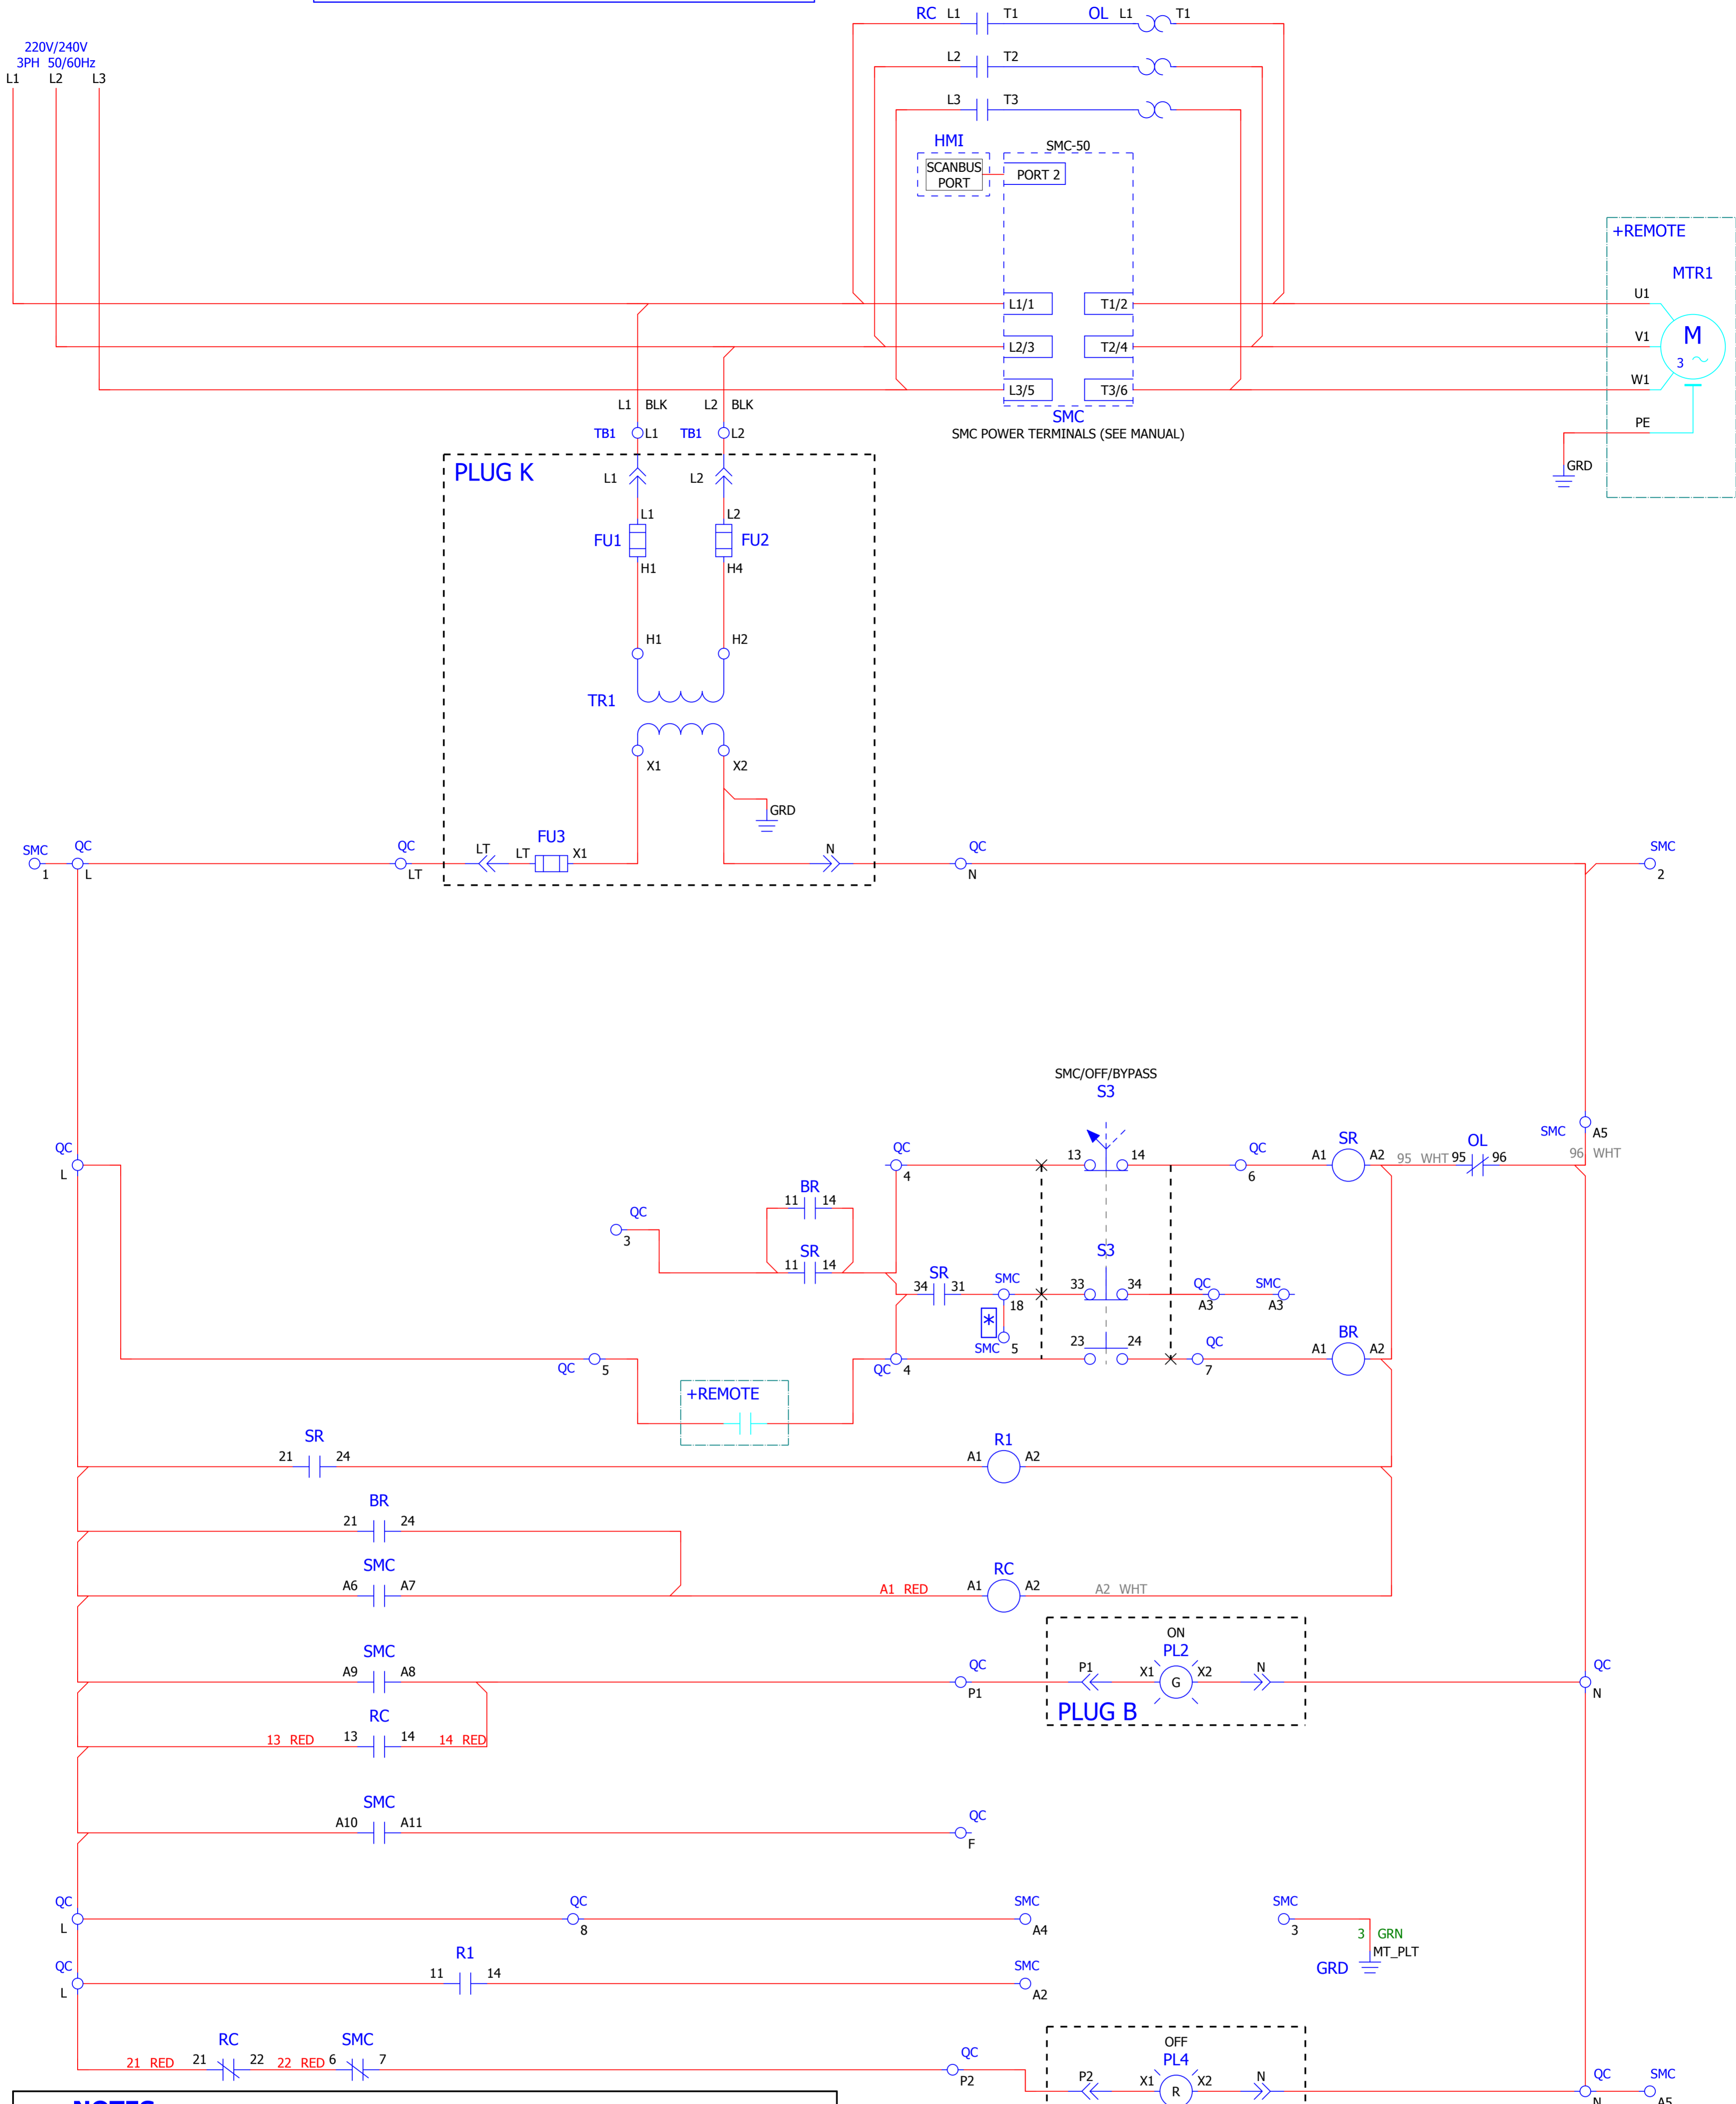 RC L1 T1 OL L1 T1
220V/240V
3PH 50/60Hz
L1 L2 L3
L2 T2
L3 T3
HMI
SMC-50
SCANBUS
PORT
PORT 2
+REMOTE
MTR1
L1/1 T1/2 U1
L2/3 T2/4 V1 M
3
L3/5 T3/6 W1
L1 BLK L2 BLK
SMC
SMC POWER TERMINALS (SEE MANUAL)
PE
TB1 L1 TB1 L2
GRD
PLUG K
L1 L2
L1 L2
FU1 FU2
H1 H4
H1 H2
TR1
X1 X2
GRD
SMC QC QC FU3 QC SMC
LT LT X1 N
1 L LT N 2
SMC/OFF/BYPASS
S3
SMC A5
96 WHT
QC QC 13 14 QC SR OL
A1 A2 95 WHT 95 96
L 4 6
BR
11 14
QC
3
SR S3
11 14
SR SMC QC SMC
34 31 33 34
18 A3 A3
*
SMC 5
23 24 QC BR
A1 A2
QC 5 QC 4 7
+REMOTE
SR R1
21 24 A1 A2
BR
21 24
SMC RC
A6 A7 A1 RED A1 A2 A2 WHT
ON
SMC QC PL2 QC
A9 A8 P1 X1 G X2 N
P1 N
PLUG B
RC
13 RED 13 14 14 RED
SMC
A10 A11 QC
F
QC QC SMC SMC
L 8 A4 3
3 GRN
MT_PLT
GRD
QC R1 SMC
11 14
L A2
RC SMC QC OFF
PL4 QC SMC
21 RED 21 22 22 RED 6 7
P2 P2 X1 R X2 N
N A5
NOTES